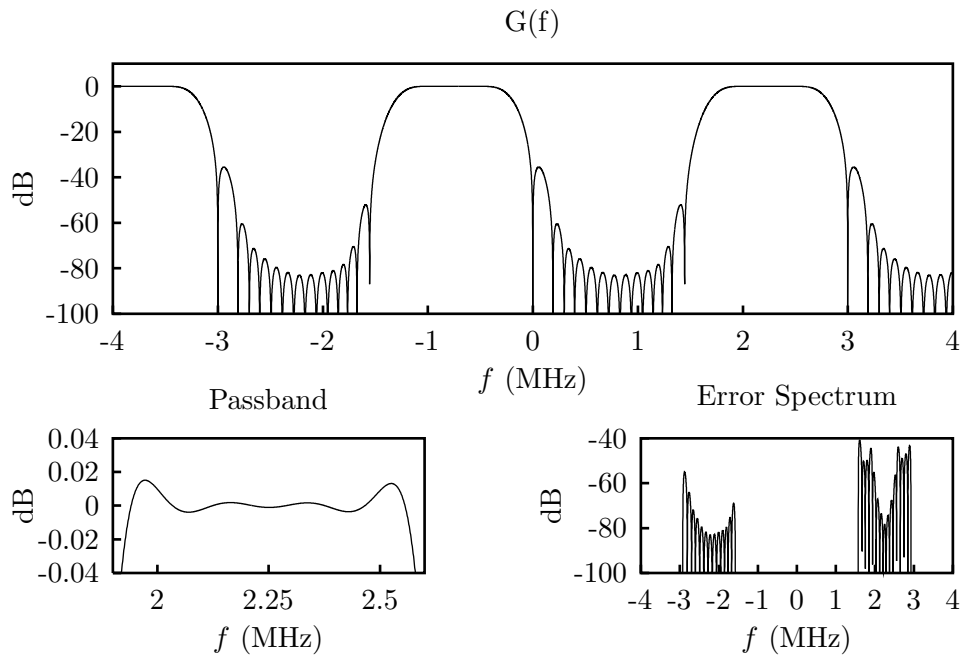 G(f)
0
-20
-40
-60
-80
-100
dB
-4 -3 -2 -1 0 1 2 3 4
f (MHz)
Passband
0.04
0.02
0
-0.02
-0.04
dB
2 2.25 2.5
f (MHz)
Error Spectrum
-40
-60
-80
-100
dB
-4 -3 -2 -1 0 1 2 3 4
f (MHz)